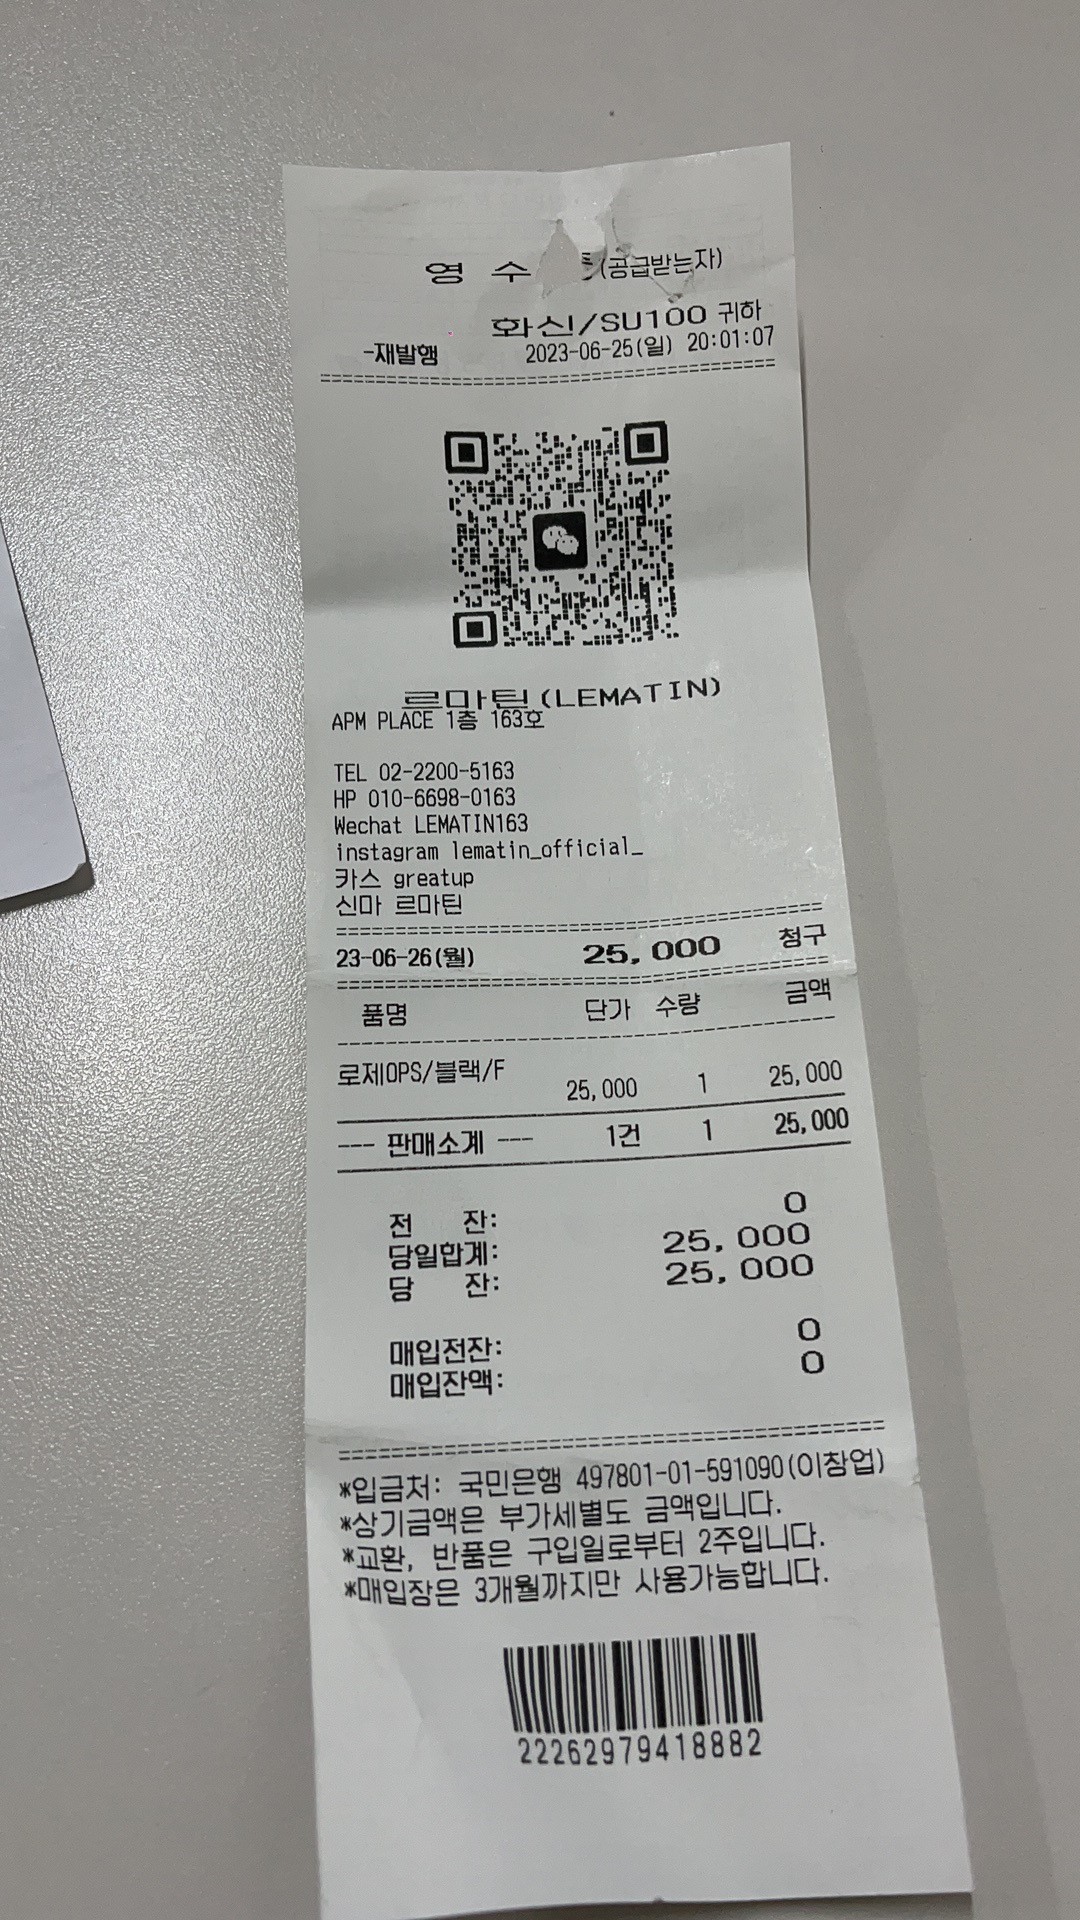 영 수 (공급받는자)
화신/SU100 귀하
-재발행 2023-06-25(일) 20:01:07
르마틴(LEMATIN)
APM PLACE 1층 163호
TEL 02-2200-5163
HP 010-6698-0163
Wechat LEMATIN163
instagram lematin_official_
카스 greatup
신마 르마틴
23-06-26(월) 25,000 청구
품명 단가 수량 금액
로제OPS/블랙/F 25,000 1 25,000
--- 판매소계 --- 1건 1 25,000
전 잔: 0
당일합계: 25,000
당 잔: 25,000
매입전잔: 0
매입잔액: 0
*입금처: 국민은행 497801-01-591090(이창업)
*상기금액은 부가세별도 금액입니다.
*교환, 반품은 구입일로부터 2주입니다.
*매입장은 3개월까지만 사용가능합니다.
22262979418882